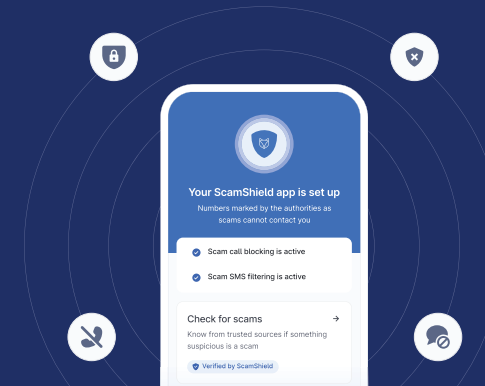 Your ScamShield app is set up
Numbers marked by the authorities as
scams cannot contact you
Scam call blocking is active
Scam SMS filtering is active
Check for scams
Know from trusted sources if something
suspicious is a scam
Verified by ScamShield